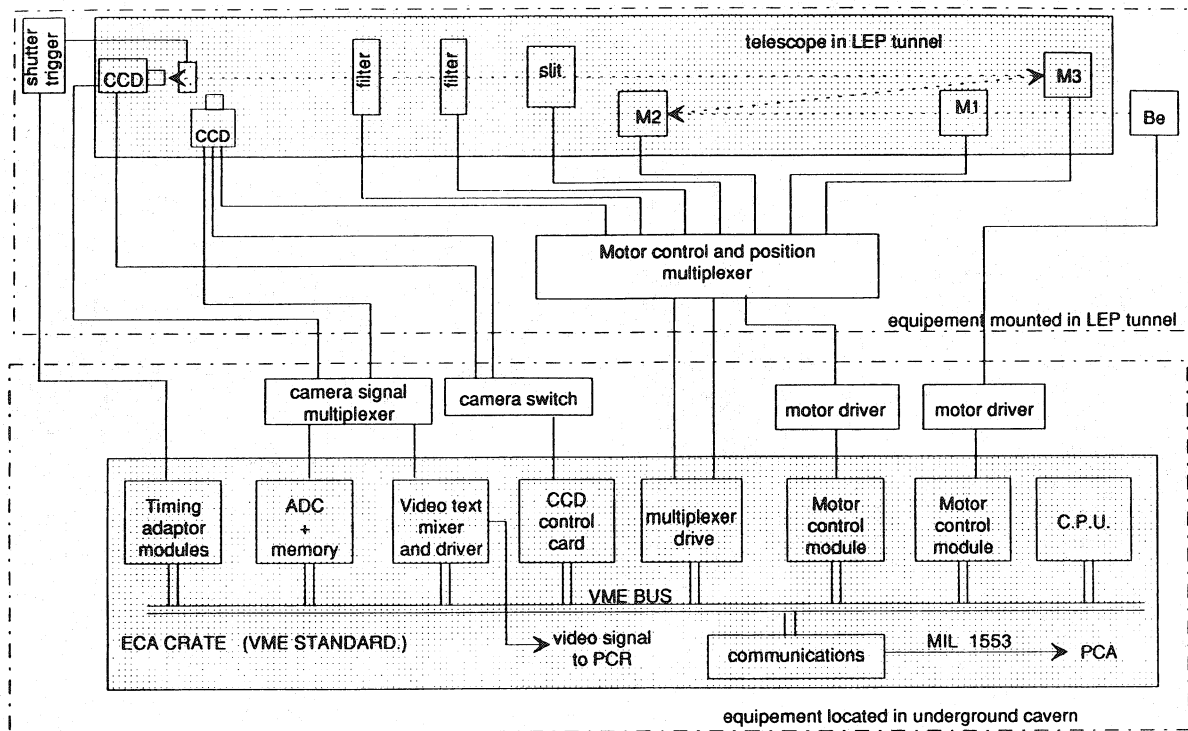 shutter
trigger
CCD
CCD
filter
filter
slit
telescope in LEP tunnel
M2
M1
M3
Be
Motor control and position
multiplexer
equipement mounted in LEP tunnel
camera signal
multiplexer
camera switch
motor driver
motor driver
Timing
adaptor
modules
ADC
+
memory
Video text
mixer
and driver
CCD
control
card
multiplexer
drive
Motor
control
module
Motor
control
module
C.P.U.
VME BUS
ECA CRATE (VME STANDARD.)
video signal
to PCR
communications
MIL 1553
PCA
equipement located in underground cavern